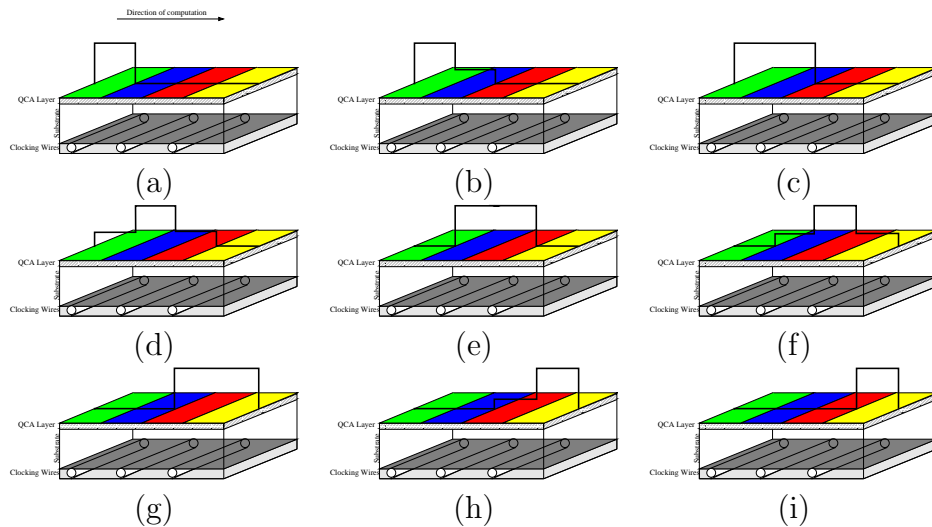 Direction of computation
QCA Layer
Substrate
Clocking Wires
(a)
QCA Layer
Substrate
Clocking Wires
(b)
QCA Layer
Substrate
Clocking Wires
(c)
QCA Layer
Substrate
Clocking Wires
(d)
QCA Layer
Substrate
Clocking Wires
(e)
QCA Layer
Substrate
Clocking Wires
(f)
QCA Layer
Substrate
Clocking Wires
(g)
QCA Layer
Substrate
Clocking Wires
(h)
QCA Layer
Substrate
Clocking Wires
(i)